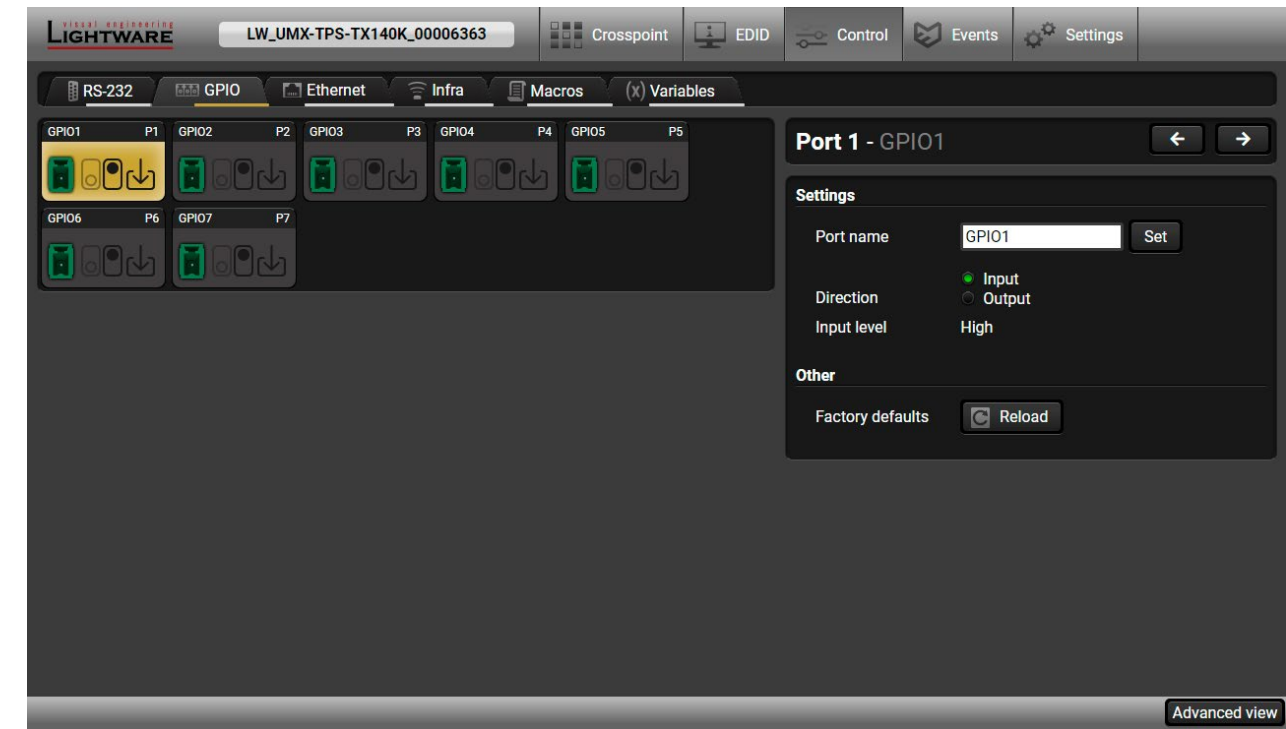 visual engineering
LIGHTWARE
LW_UMX-TPS-TX140K_00006363
Crosspoint
EDID
Control
Events
Settings
RS-232
GPIO
Ethernet
Infra
Macros
(x) Variables
GPIO1 P1 GPIO2 P2 GPIO3 P3 GPIO4 P4 GPIO5 P5
GPIO6 P6 GPIO7 P7
Port 1 - GPIO1
Settings
Port name GPIO1 Set
Input
Direction Output
Input level High
Other
Factory defaults Reload
Advanced view